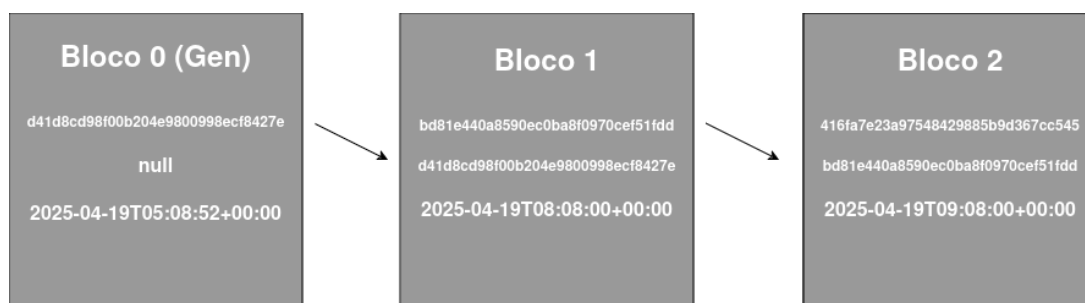 Bloco 0 (Gen)
d41d8cd98f00b204e9800998ecf8427e
null
2025-04-19T05:08:52+00:00
Bloco 1
bd81e440a8590ec0ba8f0970cef51fdd
d41d8cd98f00b204e9800998ecf8427e
2025-04-19T08:08:00+00:00
Bloco 2
416fa7e23a97548429885b9d367cc545
bd81e440a8590ec0ba8f0970cef51fdd
2025-04-19T09:08:00+00:00